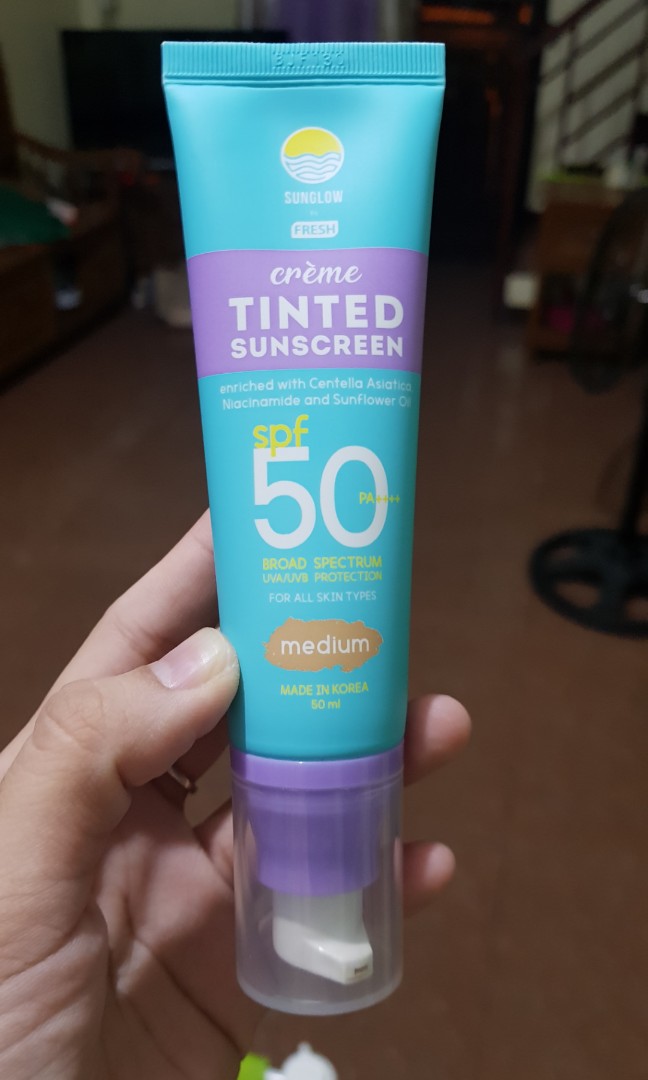 SUNGLOW
by
FRESH
crème
TINTED
SUNSCREEN
enriched with Centella Asiatica,
Niacinamide and Sunflower Oil
spf
50
PA++++
BROAD SPECTRUM
UVA/UVB PROTECTION
FOR ALL SKIN TYPES
medium
MADE IN KOREA
50 ml